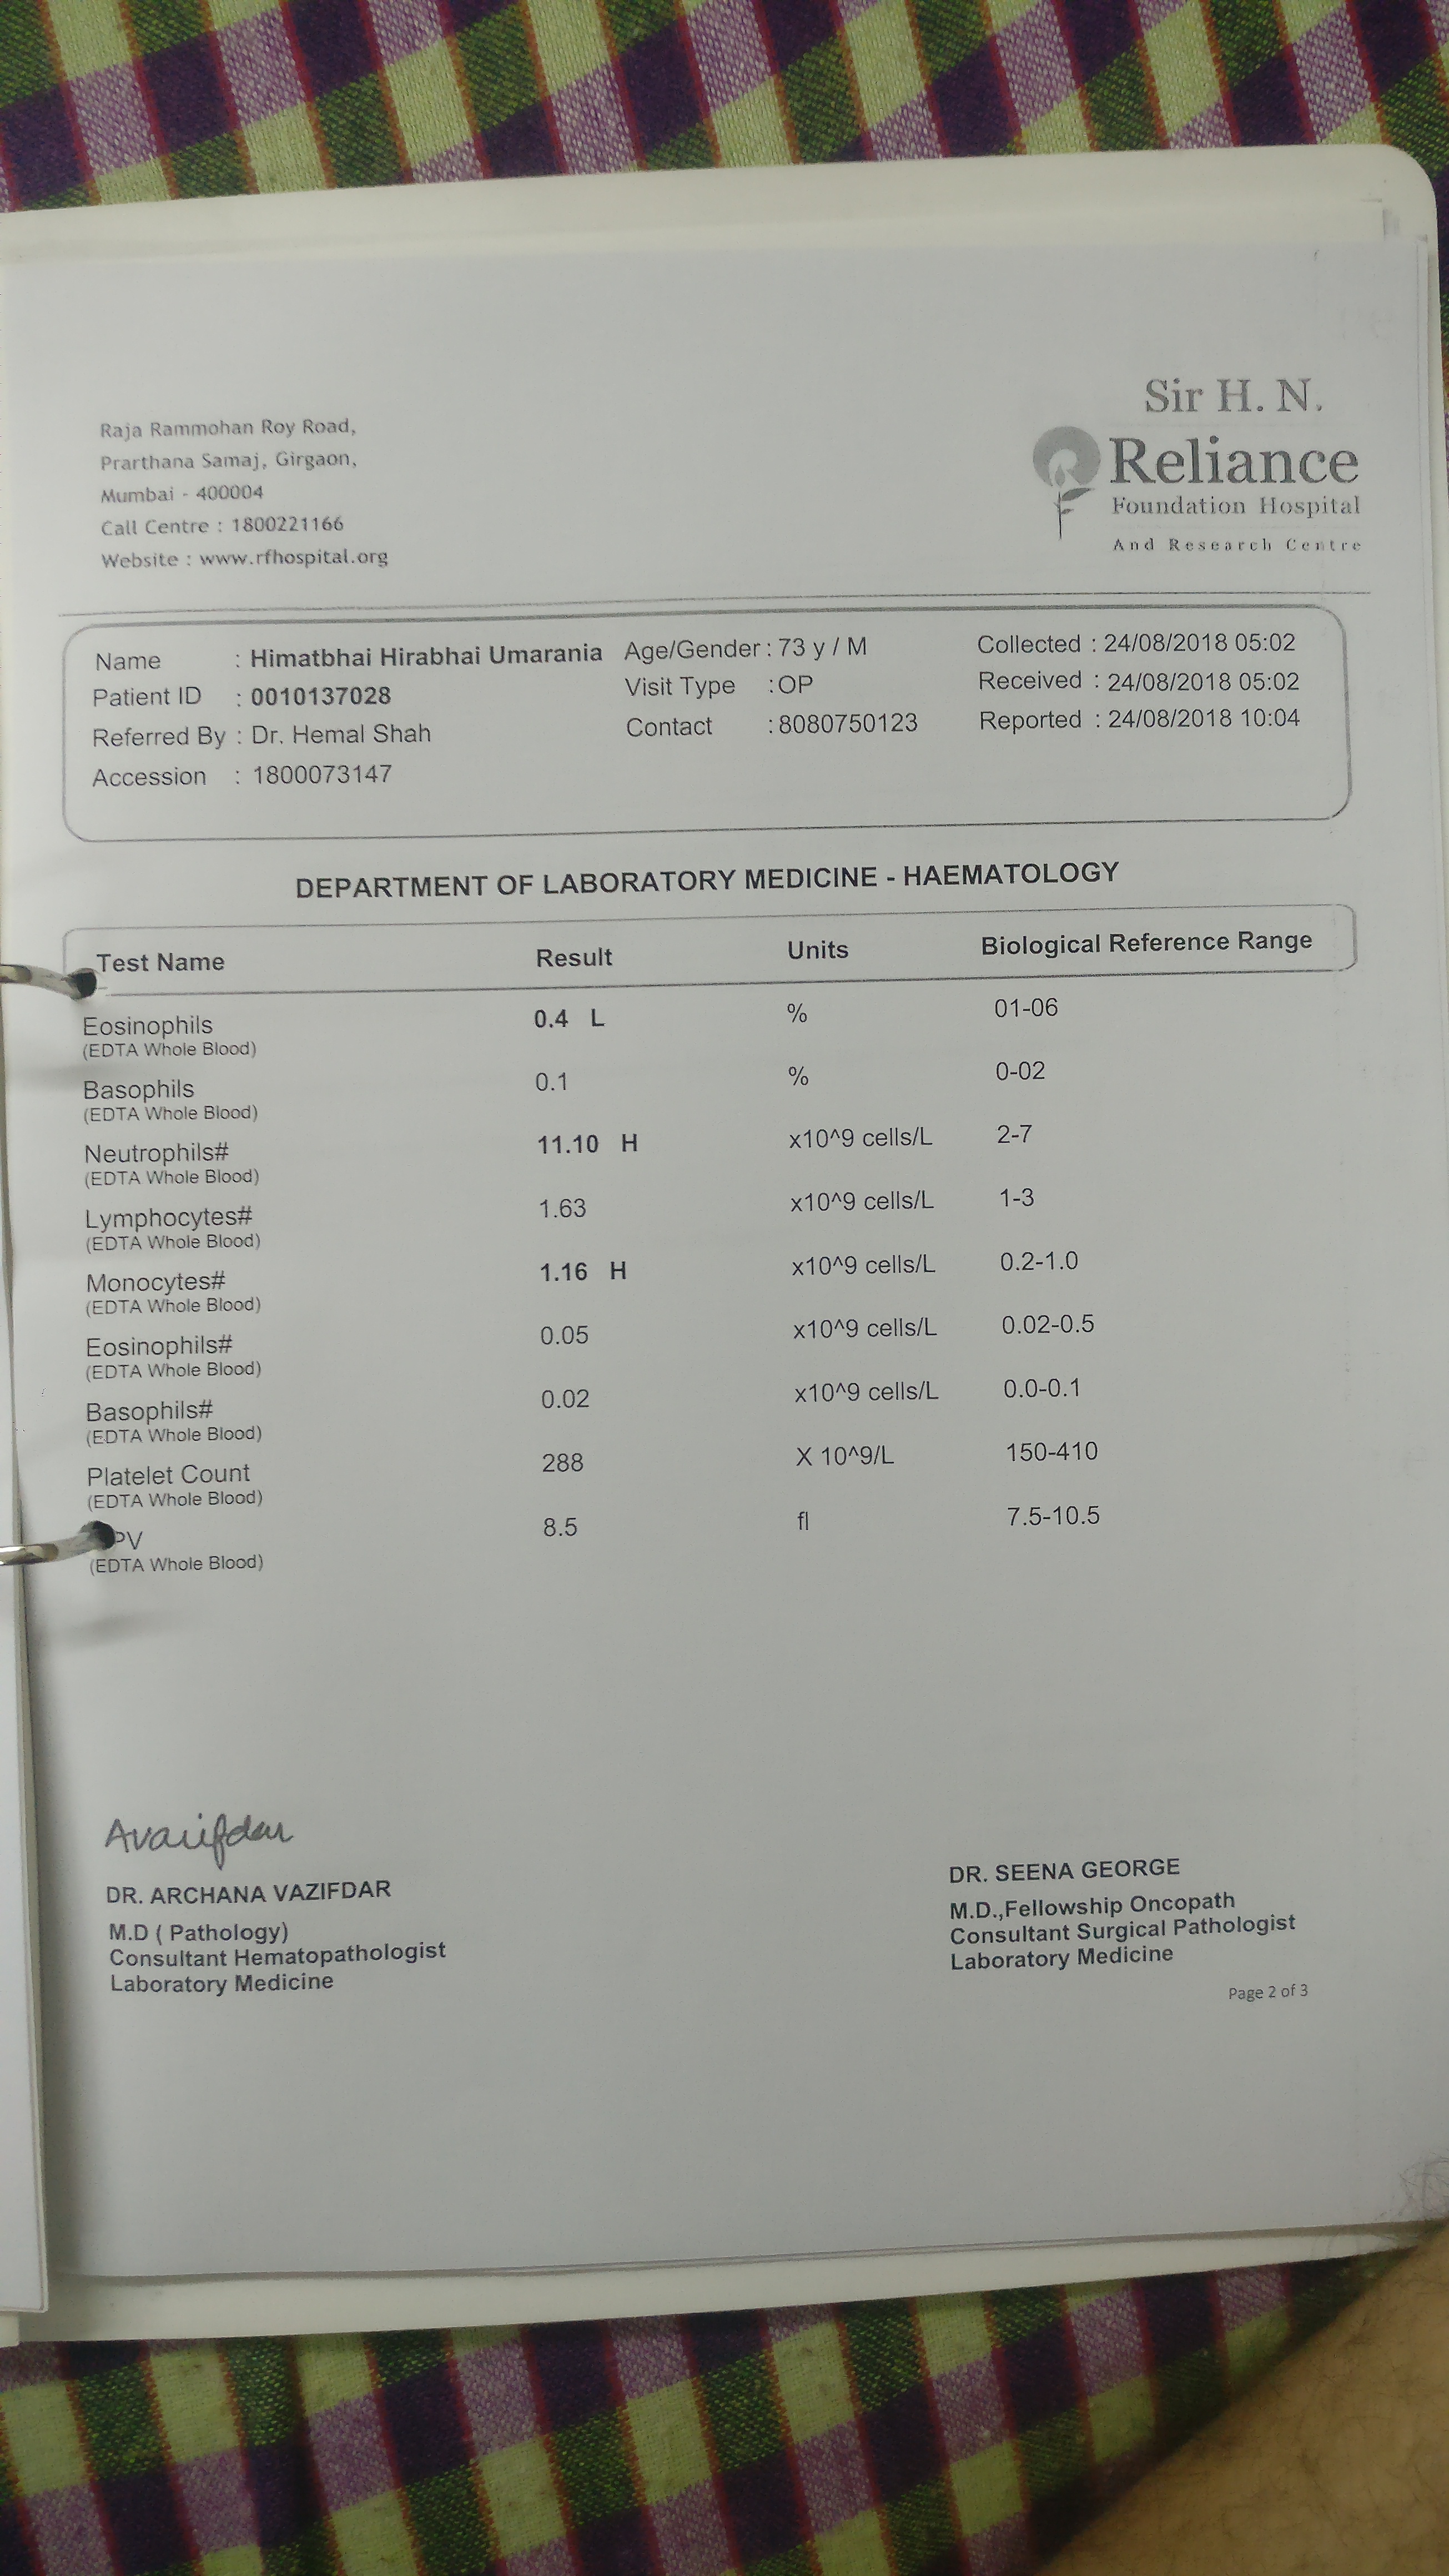 Raja Rammohan Roy Road,
Prarthana Samaj, Girgaon,
Mumbai - 400004
Call Centre : 1800221166
Website : www.rfhospital.org
Sir H. N.
Reliance
Foundation Hospital
And Research Centre
Name : Himatbhai Hirabhai Umarania Age/Gender : 73 y / M Collected : 24/08/2018 05:02
Patient ID : 0010137028 Visit Type : OP Received : 24/08/2018 05:02
Referred By : Dr. Hemal Shah Contact : 8080750123 Reported : 24/08/2018 10:04
Accession : 1800073147
DEPARTMENT OF LABORATORY MEDICINE - HAEMATOLOGY
Test Name Result Units Biological Reference Range
Eosinophils 0.4 L % 01-06
(EDTA Whole Blood)
Basophils 0.1 % 0-02
(EDTA Whole Blood)
Neutrophils# 11.10 H x10^9 cells/L 2-7
(EDTA Whole Blood)
Lymphocytes# 1.63 x10^9 cells/L 1-3
(EDTA Whole Blood)
Monocytes# 1.16 H x10^9 cells/L 0.2-1.0
(EDTA Whole Blood)
Eosinophils# 0.05 x10^9 cells/L 0.02-0.5
(EDTA Whole Blood)
Basophils# 0.02 x10^9 cells/L 0.0-0.1
(EDTA Whole Blood)
Platelet Count 288 X 10^9/L 150-410
(EDTA Whole Blood)
PV 8.5 fl 7.5-10.5
(EDTA Whole Blood)
DR. ARCHANA VAZIFDAR
M.D ( Pathology)
Consultant Hematopathologist
Laboratory Medicine
DR. SEENA GEORGE
M.D.,Fellowship Oncopath
Consultant Surgical Pathologist
Laboratory Medicine
Page 2 of 3